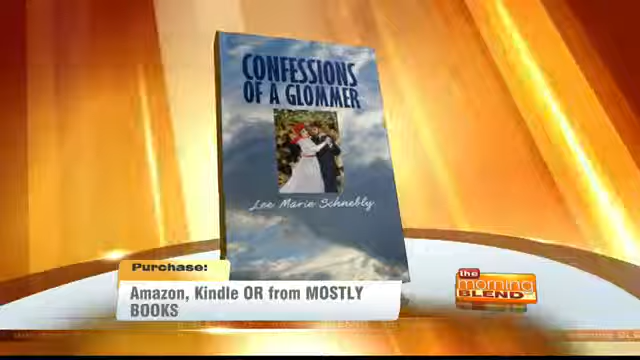 CONFESSIONS
OF A GLOMMER
Lee Marie Schnebly
Purchase:
Amazon, Kindle OR from MOSTLY
BOOKS
the
morning
BLEND